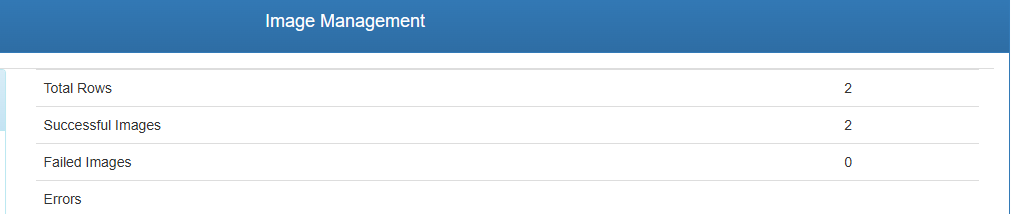 Image Management
Total Rows 2
Successful Images 2
Failed Images 0
Errors